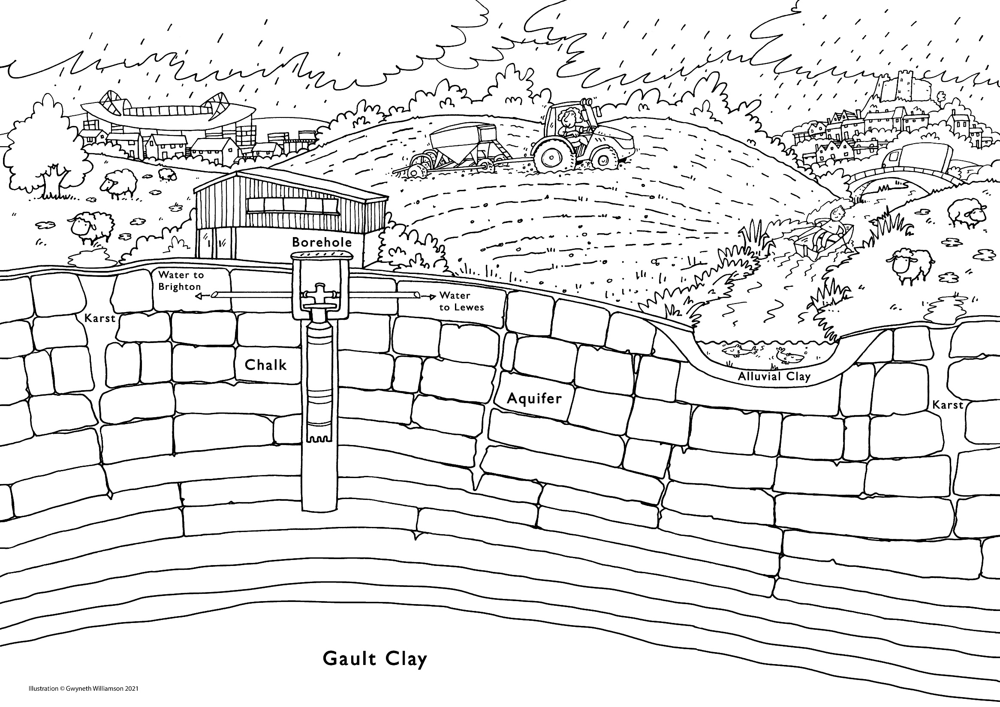 Borehole
Water to
Brighton
Water
to Lewes
Karst
Chalk
Alluvial Clay
Aquifer
Karst
Gault Clay
Illustration © Gwyneth Williamson 2021